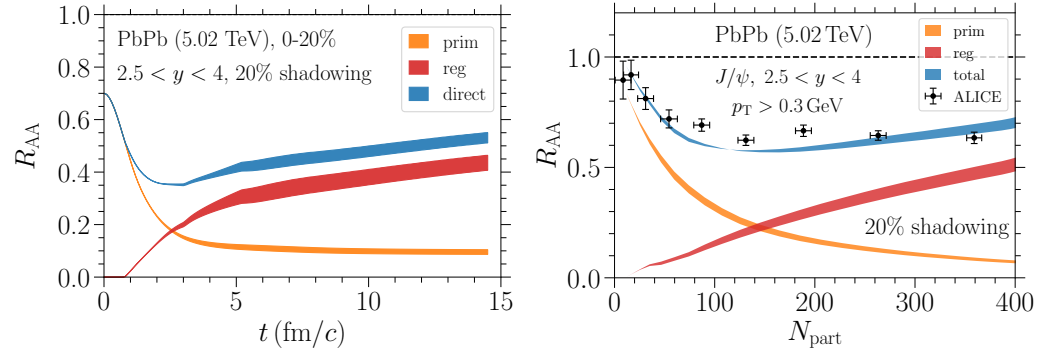 PbPb (5.02 TeV), 0-20%
2.5 < y < 4, 20% shadowing
prim
reg
direct
1.0
0.8
0.6
0.4
0.2
0.0
R_AA
0
5
10
15
t (fm/c)
PbPb (5.02 TeV)
J/ψ, 2.5 < y < 4
p_T > 0.3 GeV
prim
reg
total
ALICE
20% shadowing
1.0
0.5
0.0
R_AA
0
100
200
300
400
N_part